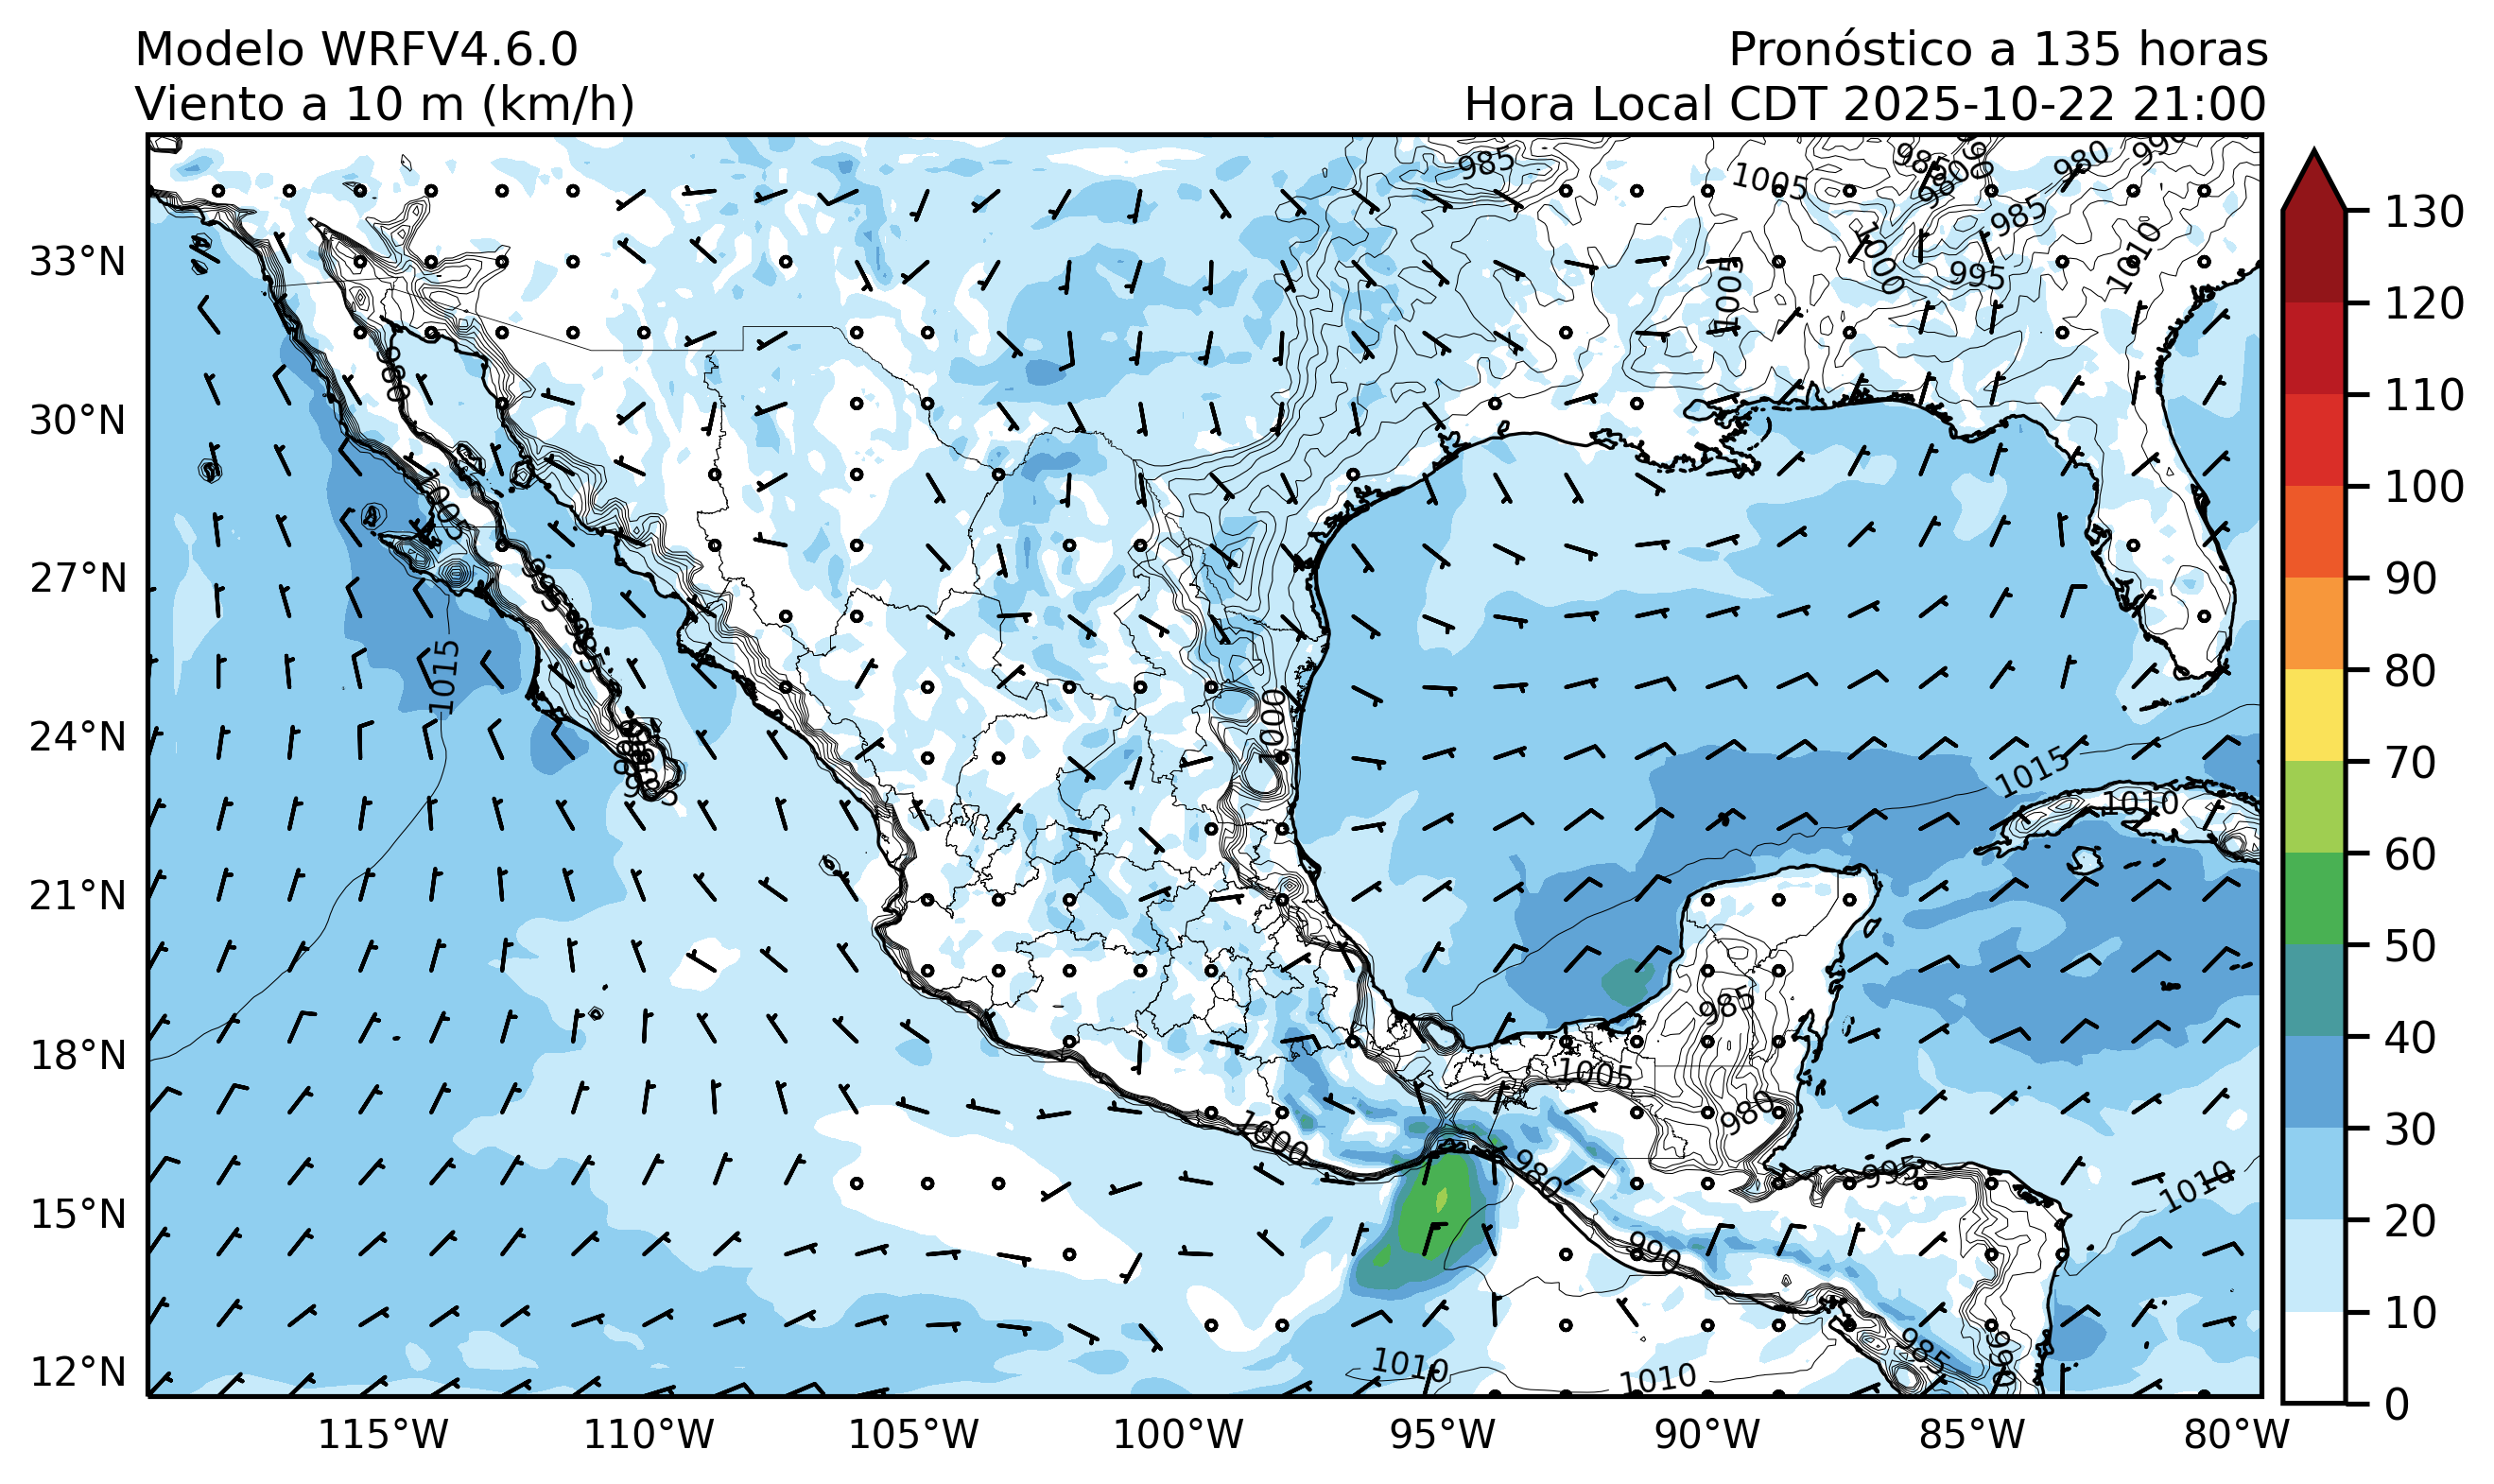 Modelo WRFV4.6.0
Viento a 10 m (km/h)
Pronóstico a 135 horas
Hora Local CDT 2025-10-22 21:00
33°N
30°N
27°N
24°N
21°N
18°N
15°N
12°N
115°W
110°W
105°W
100°W
95°W
90°W
85°W
80°W
130
120
110
100
90
80
70
60
50
40
30
20
10
0
985
1005
985
980
980
990
985
1010
1000
995
1005
1015
1000
1015
1010
985
1005
980
1000
980
995
1010
990
1010
1010
985
990